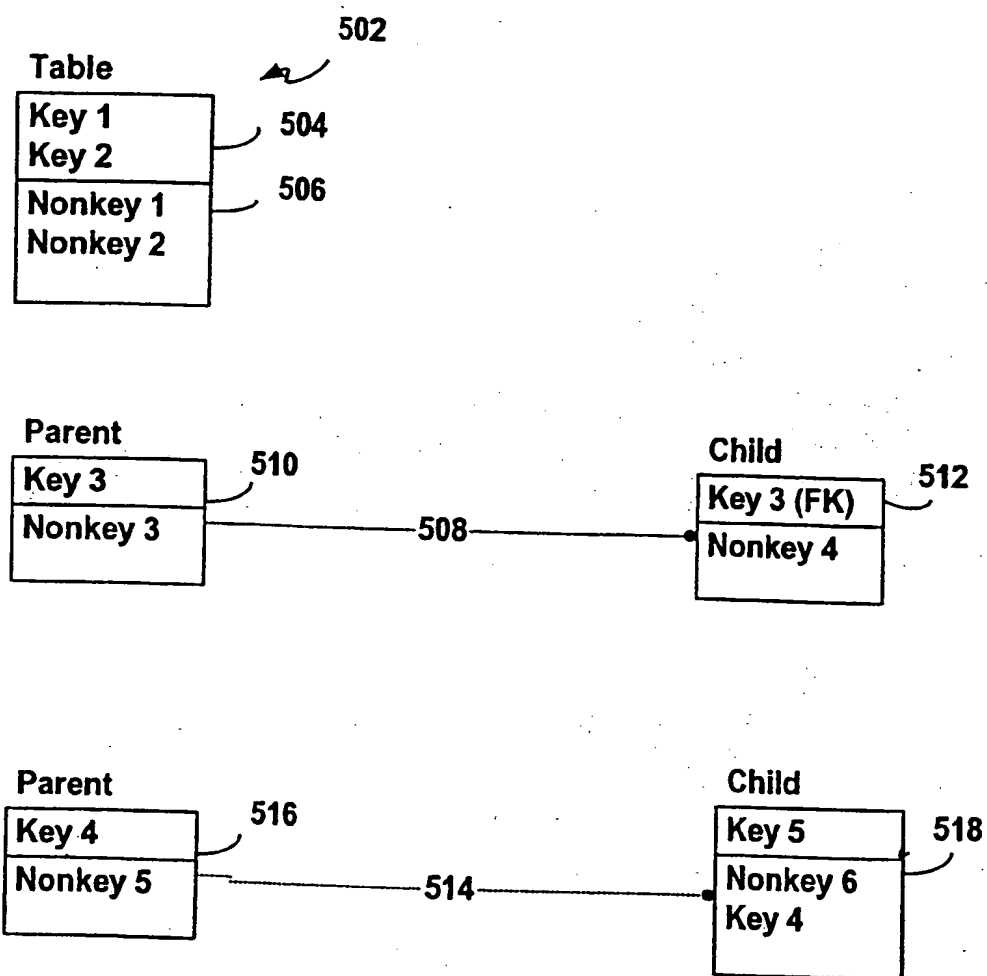 502
Table
Key 1
Key 2
504
Nonkey 1
Nonkey 2
506
Parent
Key 3
Nonkey 3
510
508
Child
Key 3 (FK)
Nonkey 4
512
Parent
Key 4
Nonkey 5
516
514
Child
Key 5
Nonkey 6
Key 4
518